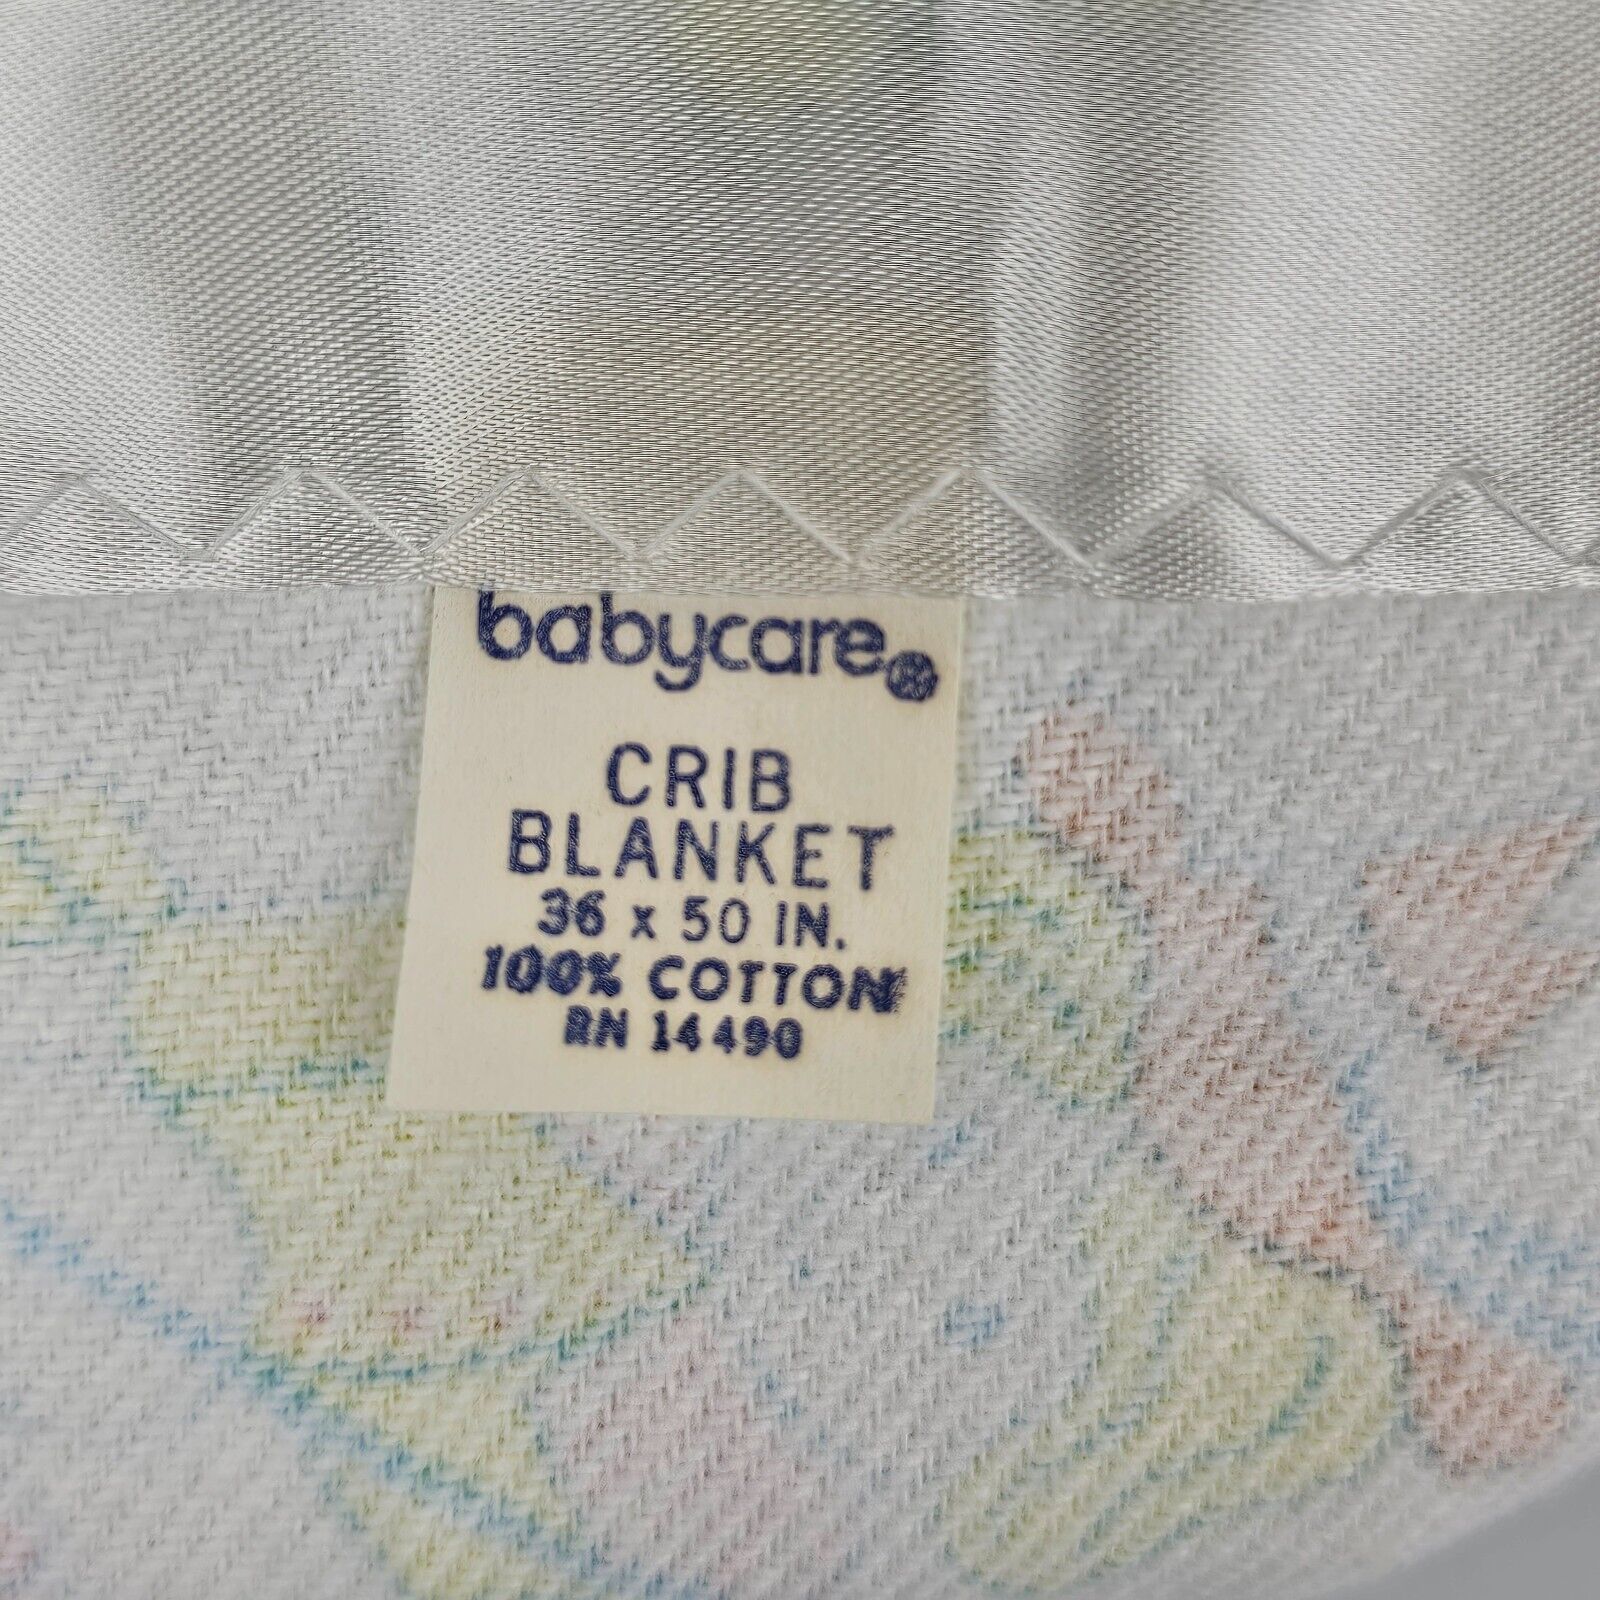 babycare®
CRIB
BLANKET
36 x 50 IN.
100% COTTON
RN 14490